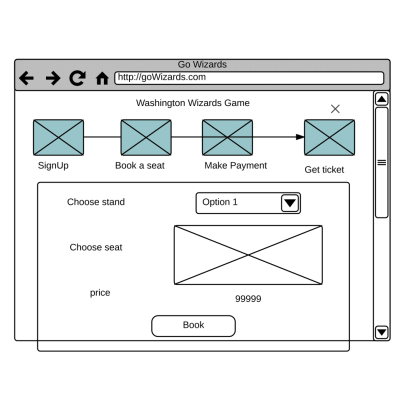 Go Wizards
http://goWizards.com
Washington Wizards Game
SignUp
Book a seat
Make Payment
Get ticket
Choose stand
Option 1
Choose seat
price
99999
Book